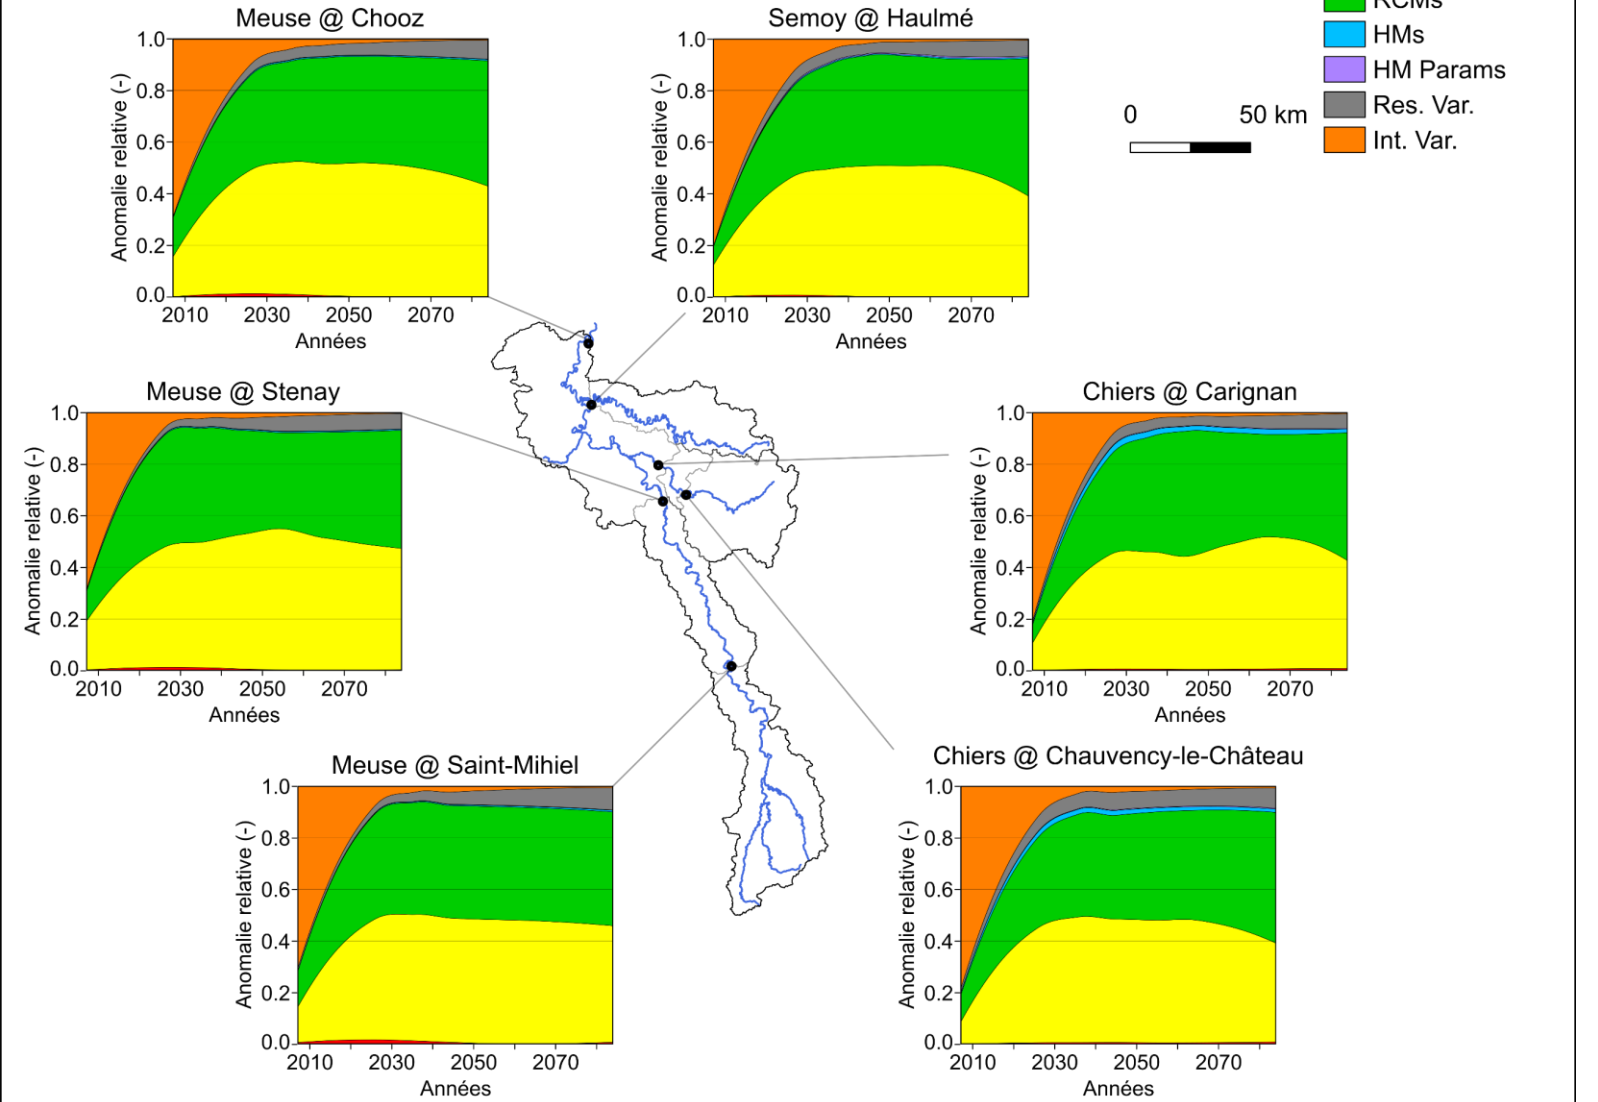 Meuse @ Chooz
1.0
0.8
0.6
0.4
0.2
0.0
Anomalie relative (-)
2010 2030 2050 2070
Années
Semoy @ Haulmé
1.0
0.8
0.6
0.4
0.2
0.0
Anomalie relative (-)
2010 2030 2050 2070
Années
RCMs
HMs
HM Params
Res. Var.
Int. Var.
0 50 km
Meuse @ Stenay
1.0
0.8
0.6
0.4
0.2
0.0
Anomalie relative (-)
2010 2030 2050 2070
Années
Chiers @ Carignan
1.0
0.8
0.6
0.4
0.2
0.0
Anomalie relative (-)
2010 2030 2050 2070
Années
Meuse @ Saint-Mihiel
1.0
0.8
0.6
0.4
0.2
0.0
Anomalie relative (-)
2010 2030 2050 2070
Années
Chiers @ Chauvency-le-Château
1.0
0.8
0.6
0.4
0.2
0.0
Anomalie relative (-)
2010 2030 2050 2070
Années